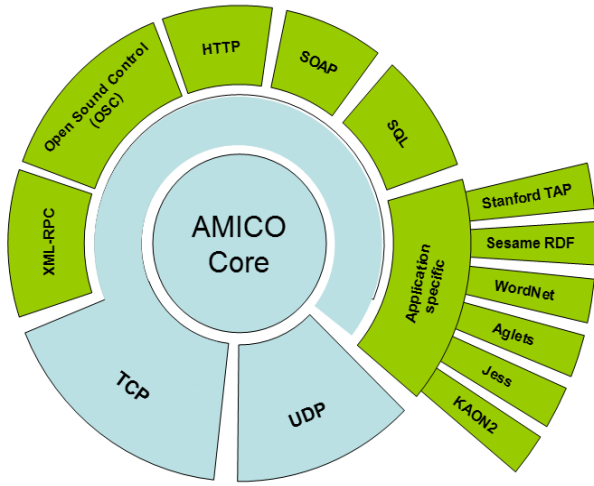 HTTP
SOAP
Open Sound Control
(OSC)
SQL
XML-RPC
AMICO
Core
Application
specific
Stanford TAP
Sesame RDF
WordNet
Aglets
Jess
KAON2
TCP
UDP